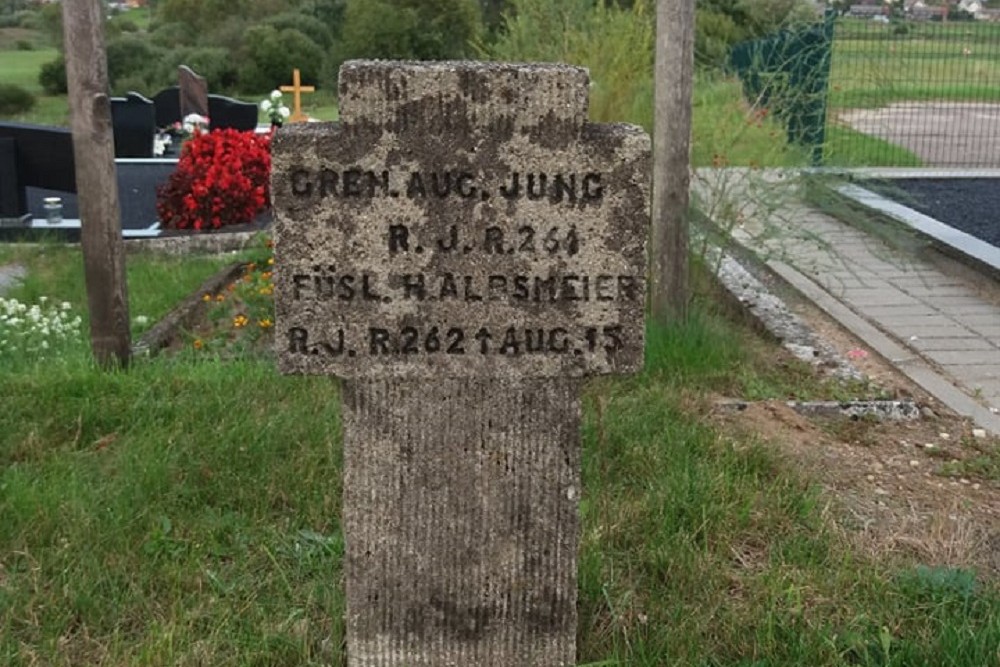 GREN. AUG. JUNG
R. J. R. 261
FÜSL. H. ALPSMEIER
R. J. R. 262 † AUG. 15